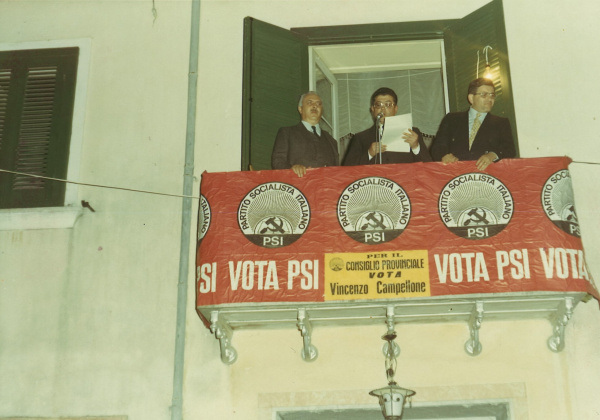 PARTITO SOCIALISTA ITALIANO
PSI
PARTITO SOCIALISTA ITALIANO
PSI
PARTITO SOCIALISTA ITALIANO
PSI
PSI VOTA PSI
PER IL
CONSIGLIO PROVINCIALE
VOTA
Vincenzo Campellone
VOTA PSI VOTA